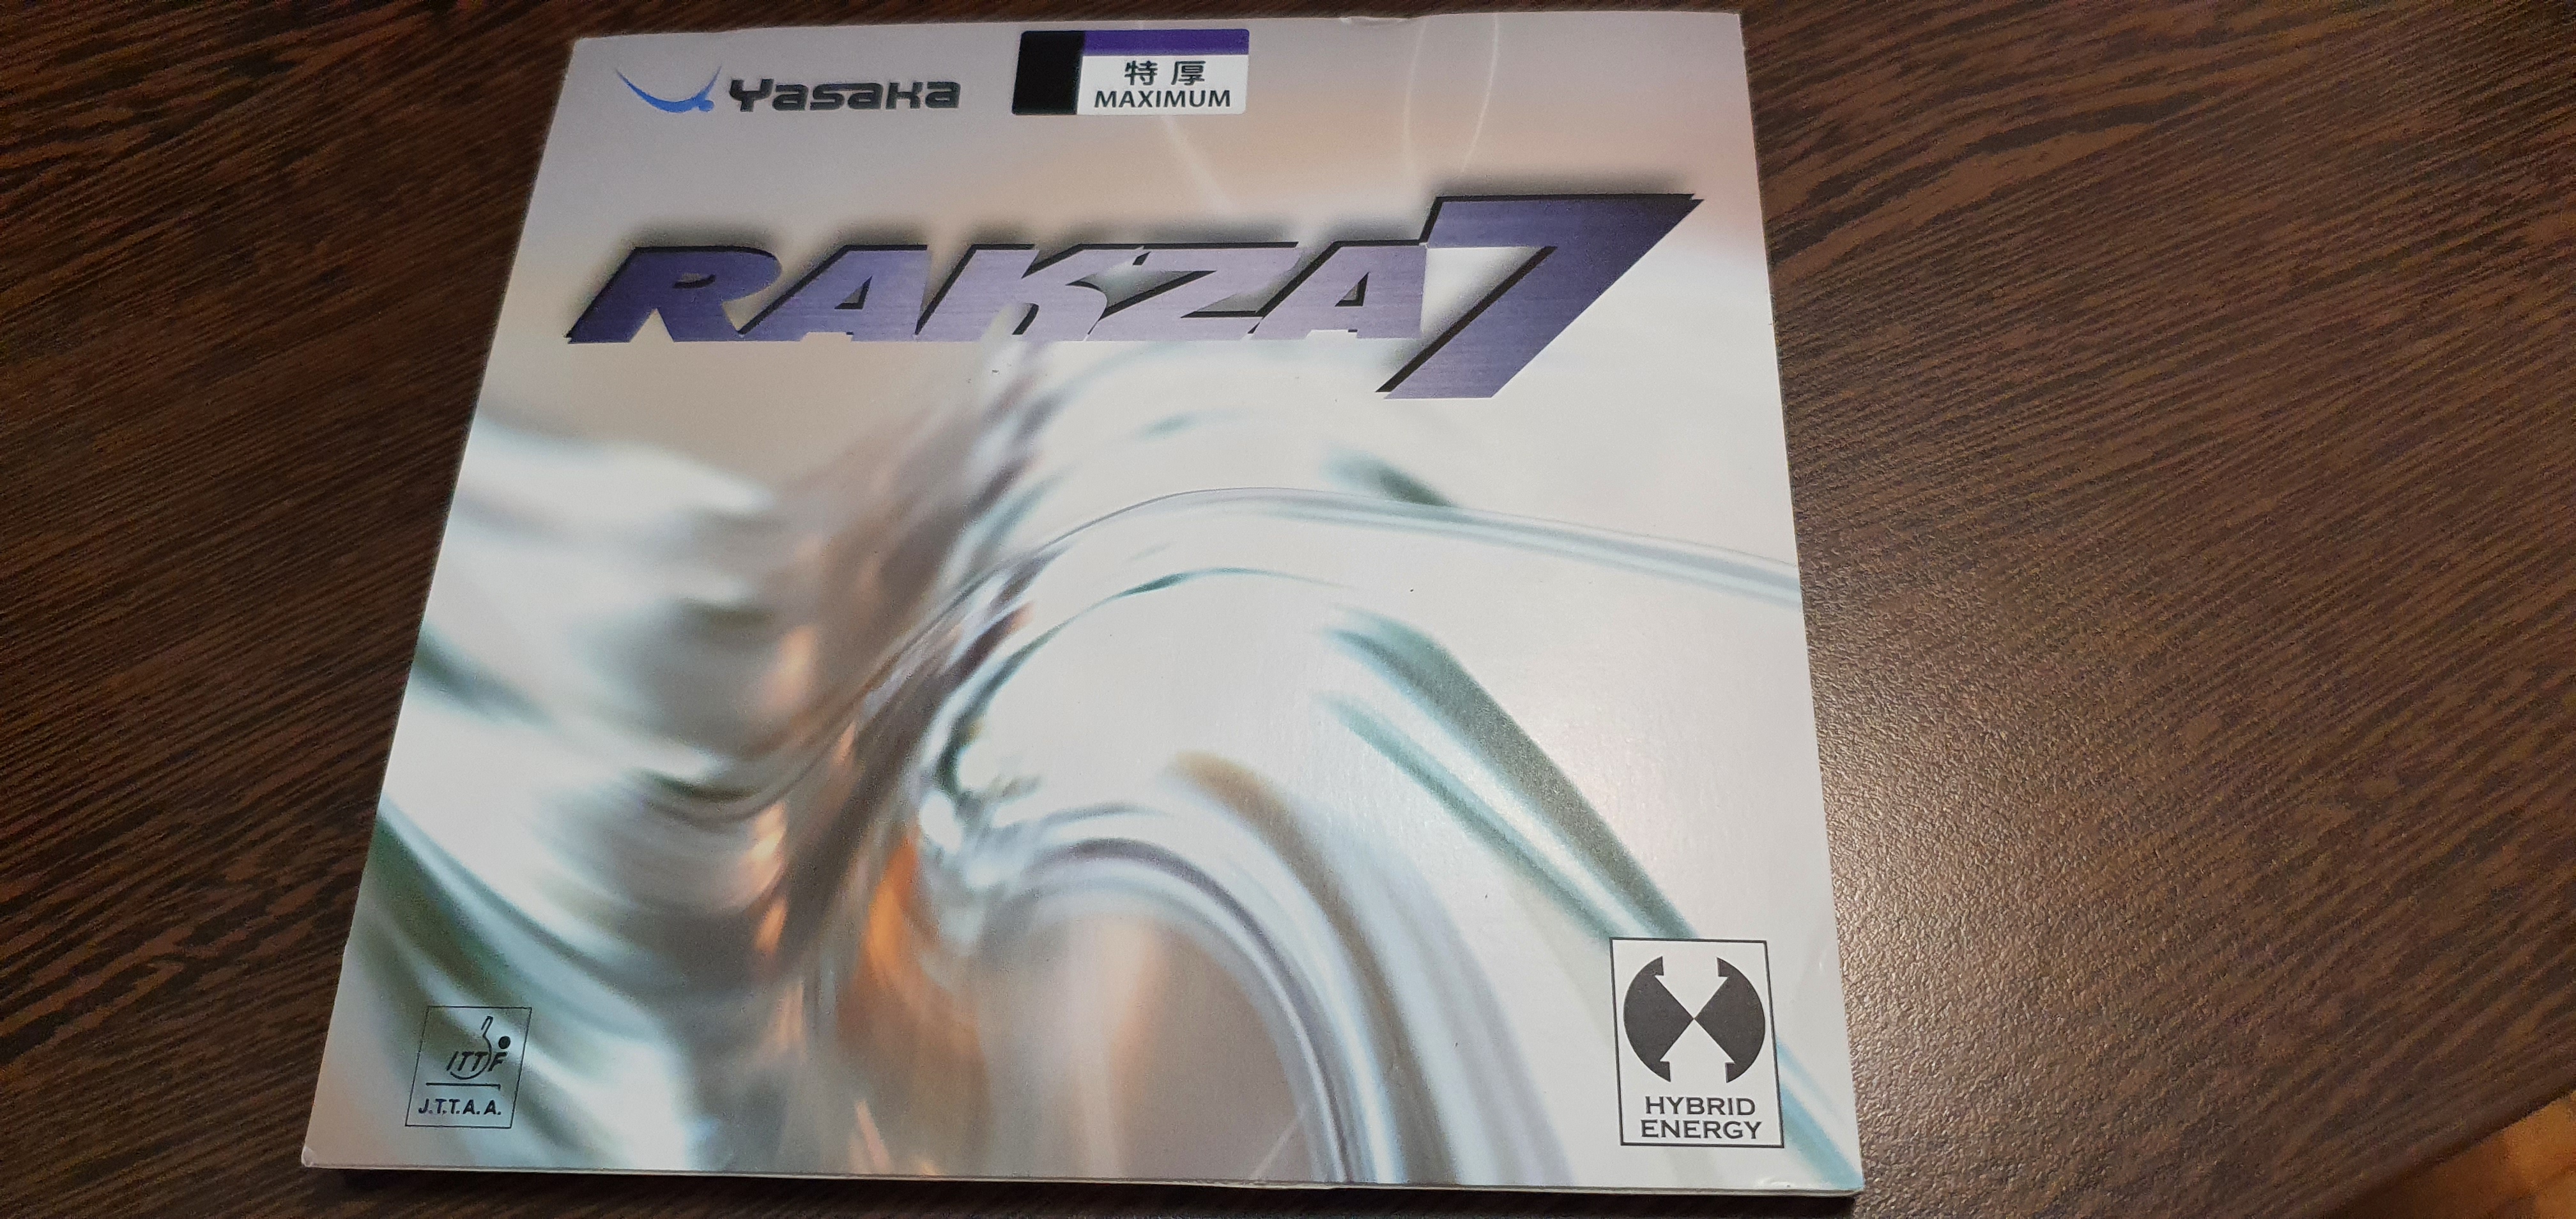 Yasaka
特厚
MAXIMUM
RAKZA7
ITTF
J.T.T.A.A.
HYBRID
ENERGY